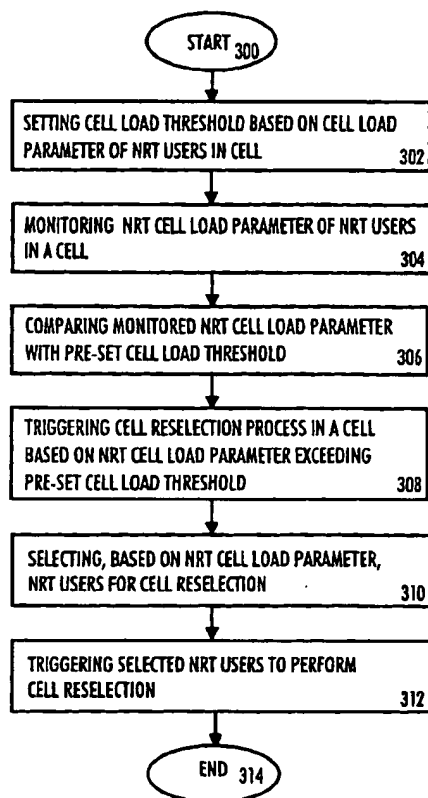 START 300
SETTING CELL LOAD THRESHOLD BASED ON CELL LOAD
PARAMETER OF NRT USERS IN CELL
302
MONITORING NRT CELL LOAD PARAMETER OF NRT USERS
IN A CELL
304
COMPARING MONITORED NRT CELL LOAD PARAMETER
WITH PRE-SET CELL LOAD THRESHOLD
306
TRIGGERING CELL RESELECTION PROCESS IN A CELL
BASED ON NRT CELL LOAD PARAMETER EXCEEDING
PRE-SET CELL LOAD THRESHOLD
308
SELECTING, BASED ON NRT CELL LOAD PARAMETER,
NRT USERS FOR CELL RESELECTION
310
TRIGGERING SELECTED NRT USERS TO PERFORM
CELL RESELECTION
312
END 314